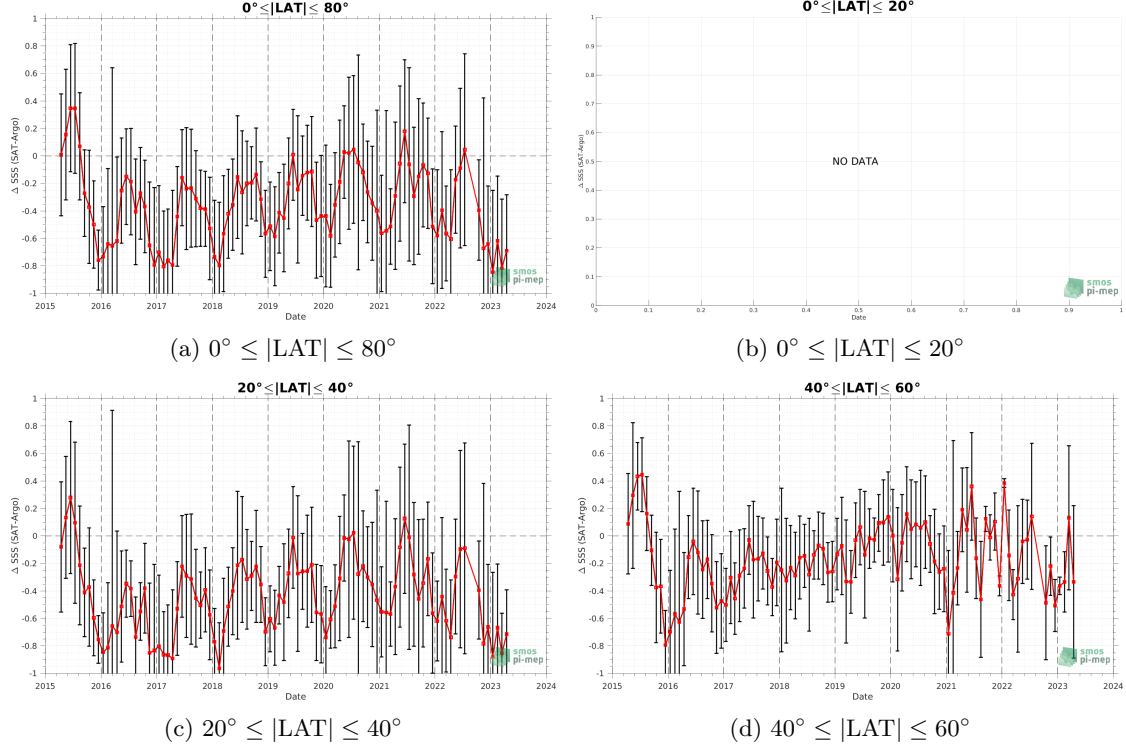 0°≤|LAT|≤ 80°
Δ SSS (SAT-Argo)
1
0.8
0.6
0.4
0.2
0
-0.2
-0.4
-0.6
-0.8
-1
2015 2016 2017 2018 2019 2020 2021 2022 2023 2024
Date
smos
pi-mep
(a) 0° ≤ |LAT| ≤ 80°
0°≤|LAT|≤ 20°
Δ SSS (SAT-Argo)
1
0.9
0.8
0.7
0.6
0.5
0.4
0.3
0.2
0.1
0
NO DATA
0 0.1 0.2 0.3 0.4 0.5 0.6 0.7 0.8 0.9 1
Date
smos
pi-mep
(b) 0° ≤ |LAT| ≤ 20°
20°≤|LAT|≤ 40°
Δ SSS (SAT-Argo)
1
0.8
0.6
0.4
0.2
0
-0.2
-0.4
-0.6
-0.8
-1
2015 2016 2017 2018 2019 2020 2021 2022 2023 2024
Date
smos
pi-mep
(c) 20° ≤ |LAT| ≤ 40°
40°≤|LAT|≤ 60°
Δ SSS (SAT-Argo)
1
0.8
0.6
0.4
0.2
0
-0.2
-0.4
-0.6
-0.8
-1
2015 2016 2017 2018 2019 2020 2021 2022 2023 2024
Date
smos
pi-mep
(d) 40° ≤ |LAT| ≤ 60°